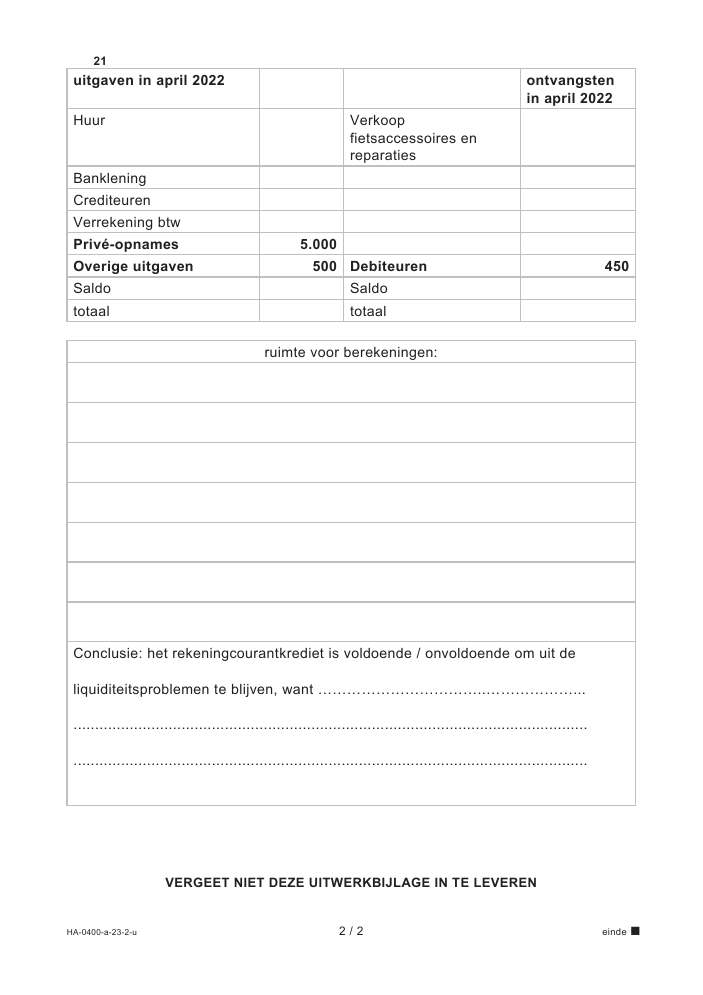 21
uitgaven in april 2022
ontvangsten
in april 2022
Huur
Verkoop
fietsaccessoires en
reparaties
Banklening
Crediteuren
Verrekening btw
Privé-opnames 5.000
Overige uitgaven 500 Debiteuren 450
Saldo Saldo
totaal totaal
ruimte voor berekeningen:
Conclusie: het rekeningcourantkrediet is voldoende / onvoldoende om uit de
liquiditeitsproblemen te blijven, want ……………………………..………………...
.......................................................................................................................
.......................................................................................................................
VERGEET NIET DEZE UITWERKBIJLAGE IN TE LEVEREN
HA-0400-a-23-2-u 2 / 2 einde ■